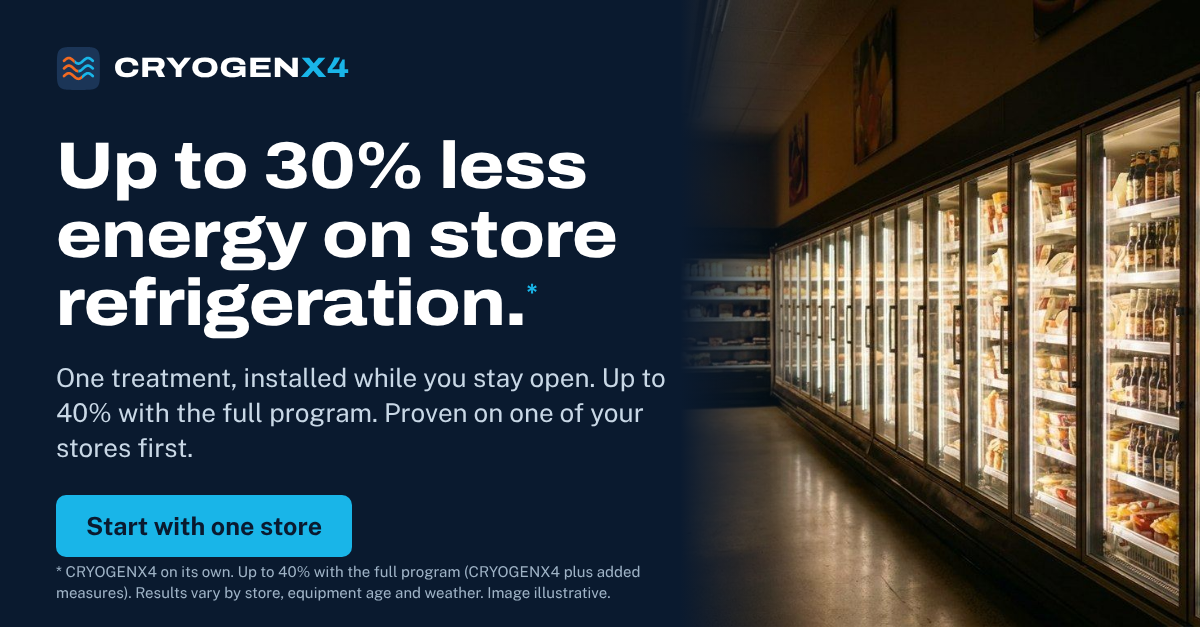 CRYOGENX4
Up to 30% less
energy on store
refrigeration.*
One treatment, installed while you stay open. Up to
40% with the full program. Proven on one of your
stores first.
Start with one store
* CRYOGENX4 on its own. Up to 40% with the full program (CRYOGENX4 plus added
measures). Results vary by store, equipment age and weather. Image illustrative.